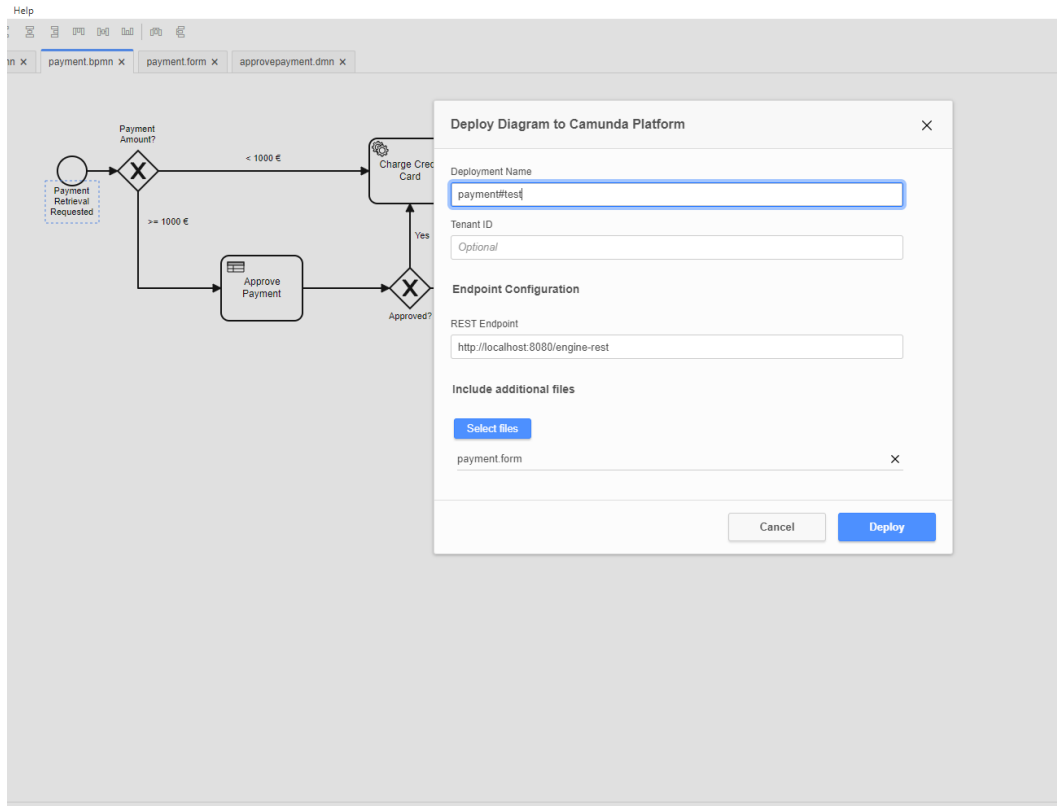 Help
payment.bpmn
payment.form
approvepayment.dmn
Payment
Amount?
< 1000 €
Charge Cred
Card
Payment
Retrieval
Requested
>= 1000 €
Yes
Approve
Payment
Approved?
Deploy Diagram to Camunda Platform
Deployment Name
payment#test
Tenant ID
Optional
Endpoint Configuration
REST Endpoint
http://localhost:8080/engine-rest
Include additional files
Select files
payment.form
Cancel
Deploy